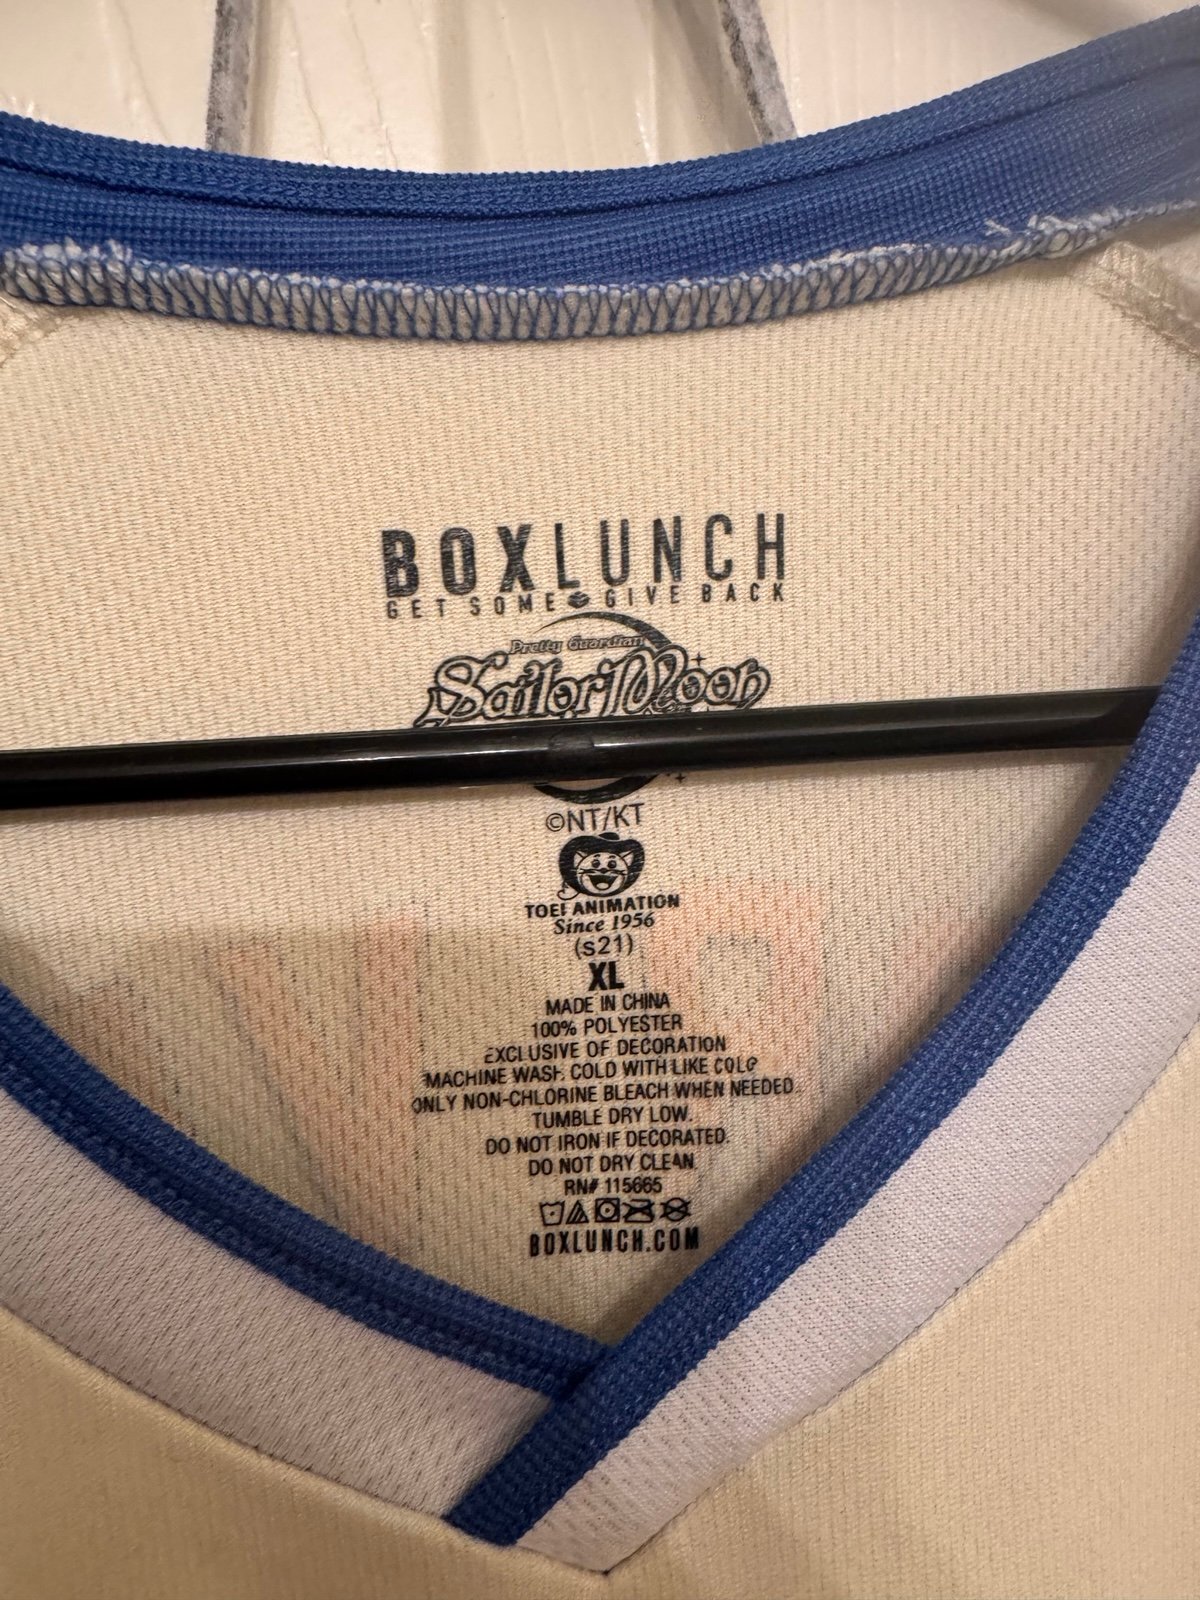 BOXLUNCH
GET SOME GIVE BACK
Pretty Guardian
Sailor Moon
©NT/KT
TOEI ANIMATION
Since 1956
(s21)
XL
MADE IN CHINA
100% POLYESTER
EXCLUSIVE OF DECORATION
MACHINE WASH COLD WITH LIKE COLO
ONLY NON-CHLORINE BLEACH WHEN NEEDED.
TUMBLE DRY LOW.
DO NOT IRON IF DECORATED.
DO NOT DRY CLEAN.
RN# 115665
BOXLUNCH.COM